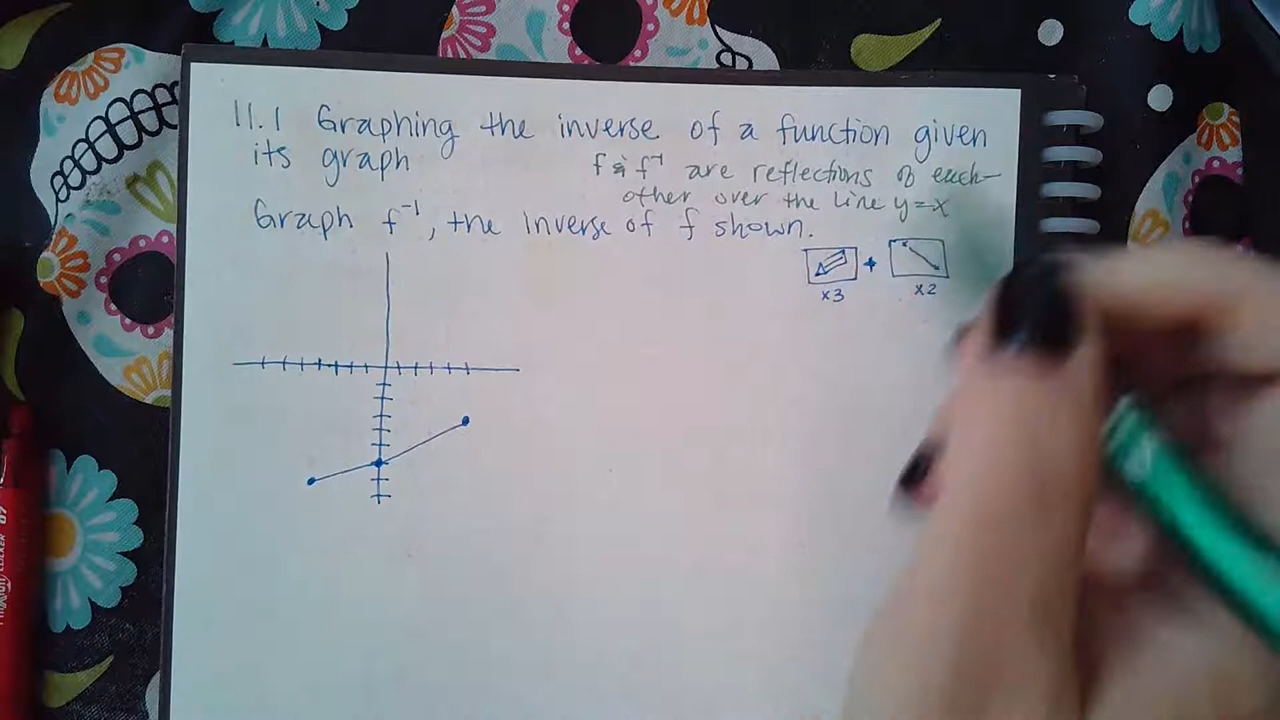 11.1 Graphing the inverse of a function given
its graph
f & f⁻¹ are reflections of each
other over the line y=x
Graph f⁻¹, the inverse of f shown.
+
x3
x2